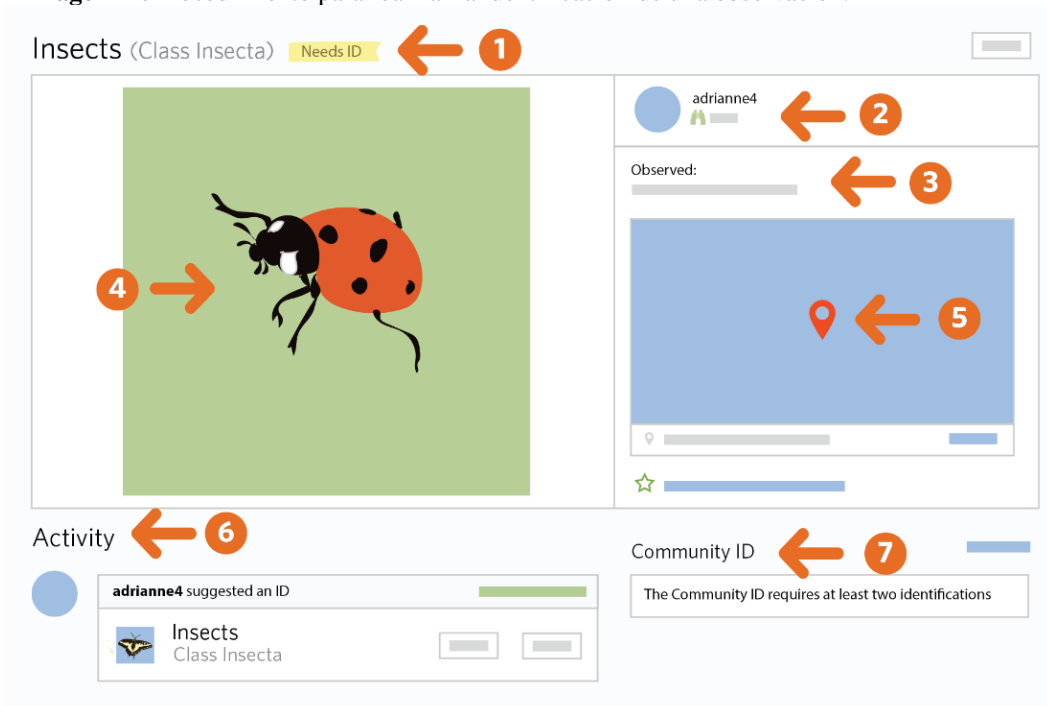 Insects (Class Insecta) Needs ID 1
adrianne4
2
Observed:
3
4
5
Activity 6
adrianne4 suggested an ID
Insects
Class Insecta
Community ID 7
The Community ID requires at least two identifications